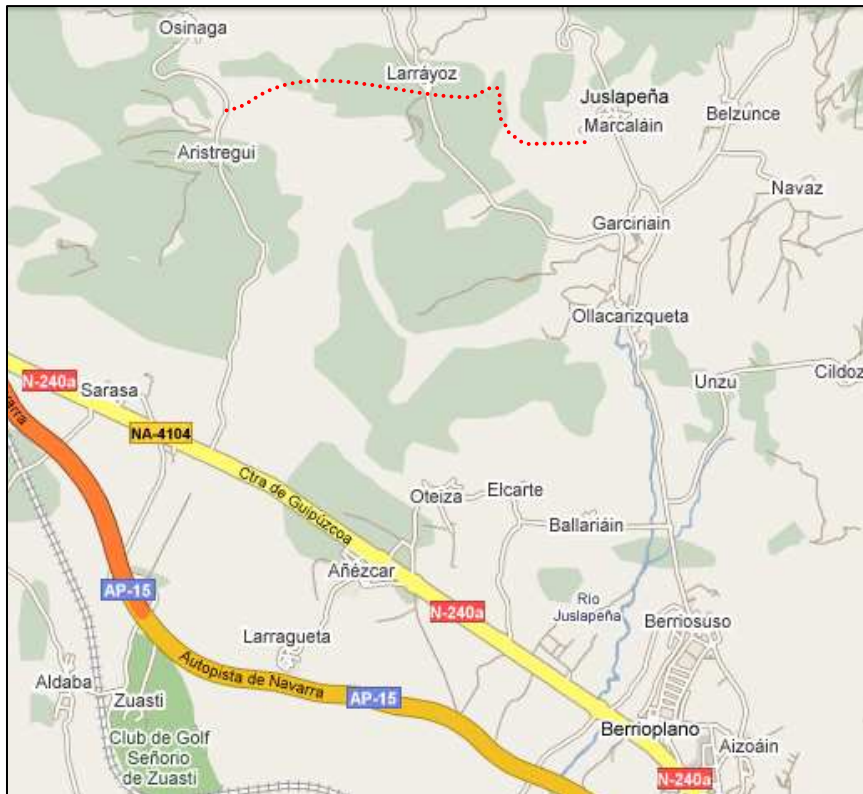 Osinaga
Larráyoz
Juslapeña
Marcaláin
Belzunce
Aristregui
Navaz
Garciriain
Ollacarizqueta
Cildoz
N-240a
Sarasa
Unzu
NA-4104
Ctra de Guipúzcoa
Oteiza
Elcarte
Ballariáin
Añézcar
AP-15
N-240a
Río
Juslapeña
Berriosuso
Larragueta
Autopista de Navarra
Aldaba
Zuasti
AP-15
Club de Golf
Señorio
de Zuasti
Berrioplano
Aizoáin
N-240a